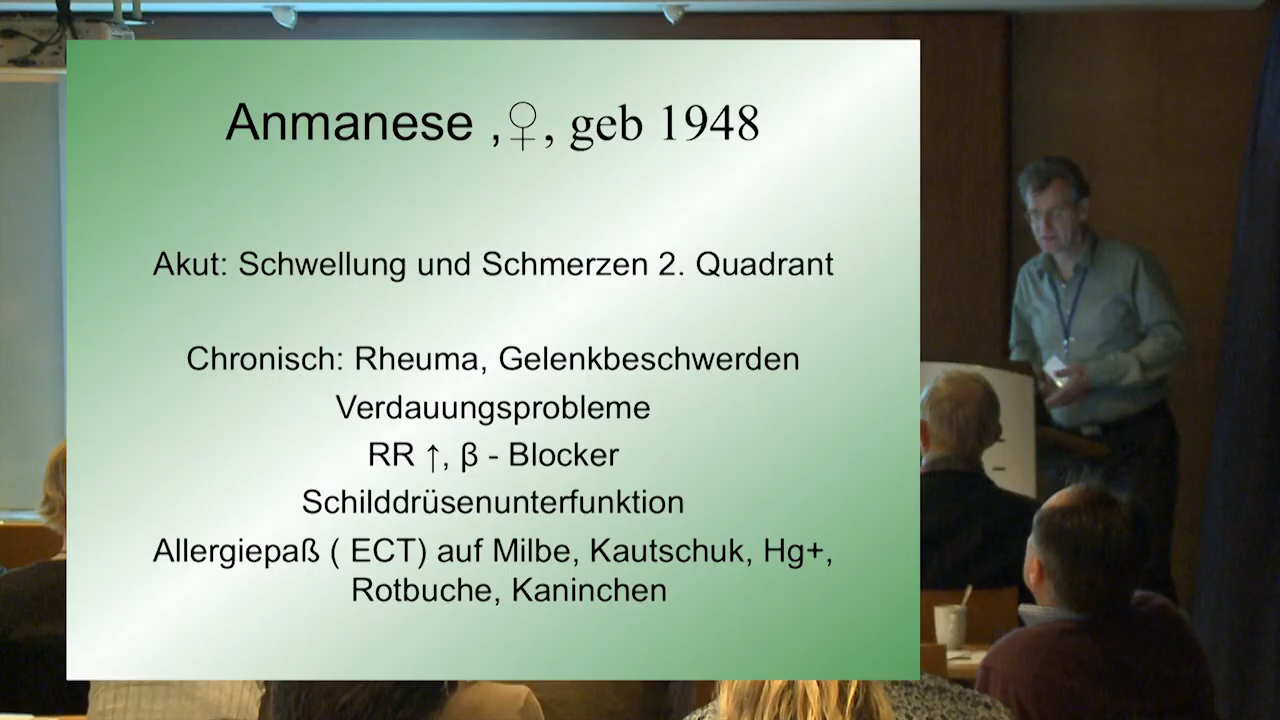 Anmanese ,♀, geb 1948
Akut: Schwellung und Schmerzen 2. Quadrant
Chronisch: Rheuma, Gelenkbeschwerden
Verdauungsprobleme
RR ↑, β - Blocker
Schilddrüsenunterfunktion
Allergiepaß ( ECT) auf Milbe, Kautschuk, Hg+,
Rotbuche, Kaninchen